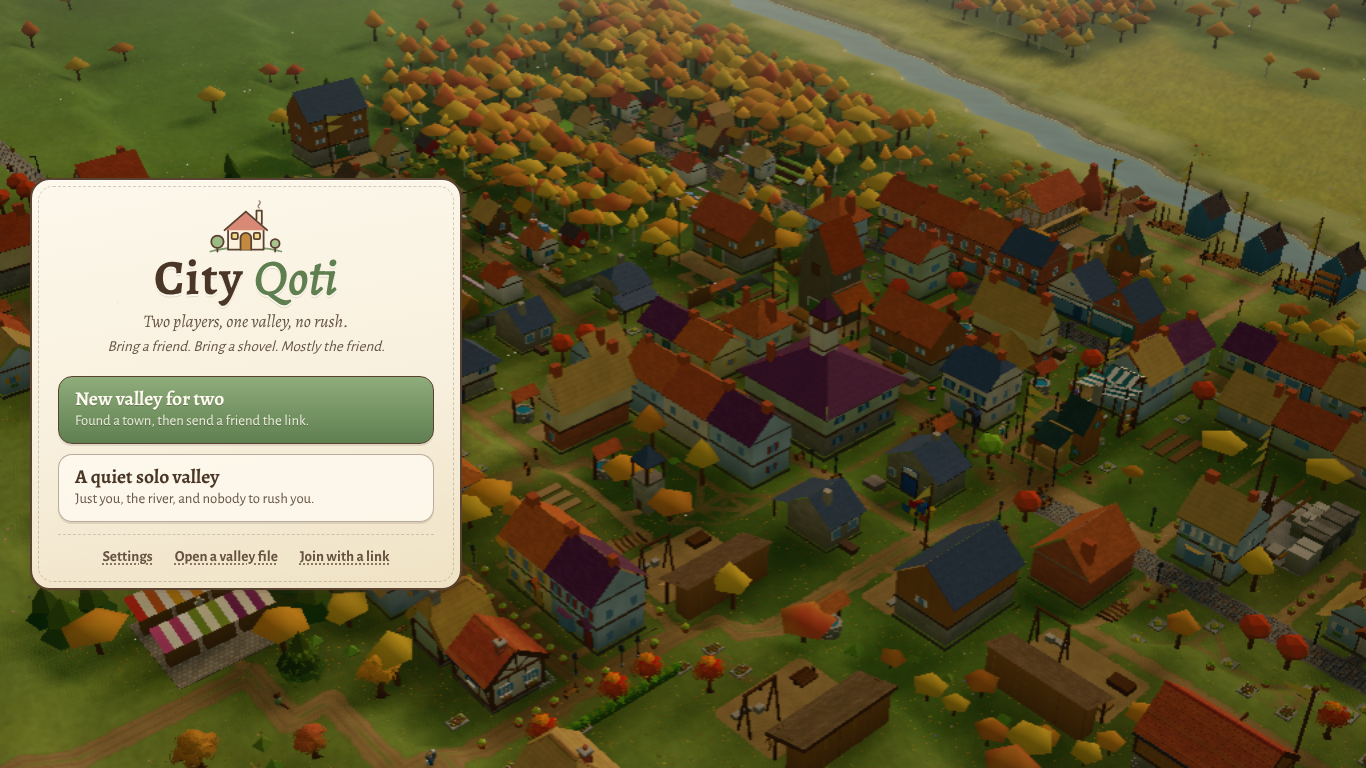 City Qoti
Two players, one valley, no rush.
Bring a friend. Bring a shovel. Mostly the friend.
New valley for two
Found a town, then send a friend the link.
A quiet solo valley
Just you, the river, and nobody to rush you.
Settings
Open a valley file
Join with a link